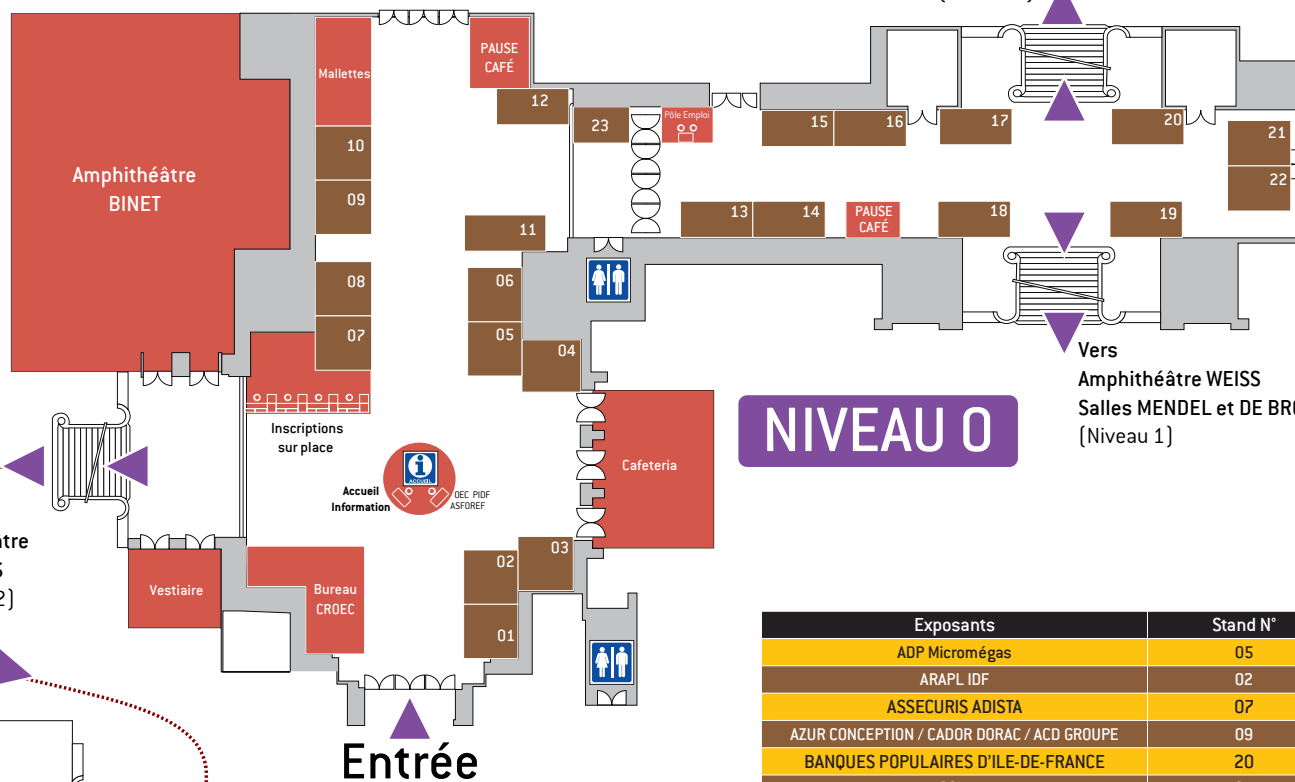 PAUSE
CAFÉ
Mallettes
12
23
Pôle Emploi
15
16
17
20
21
22
10
09
Amphithéâtre
BINET
11
13
14
PAUSE
CAFÉ
18
19
08
07
06
05
04
Inscriptions
sur place
Vers
Amphithéâtre WEISS
Salles MENDEL et DE BRO
(Niveau 1)
NIVEAU 0
Cafeteria
ACCUEIL
Accueil
Information
OEC PIDF
ASFOREF
03
02
01
Vestiaire
Bureau
CROEC
Entrée
Exposants Stand N°
ADP Micromégas 05
ARAPL IDF 02
ASSECURIS ADISTA 07
AZUR CONCEPTION / CADOR DORAC / ACD GROUPE 09
BANQUES POPULAIRES D'ILE-DE-FRANCE 20